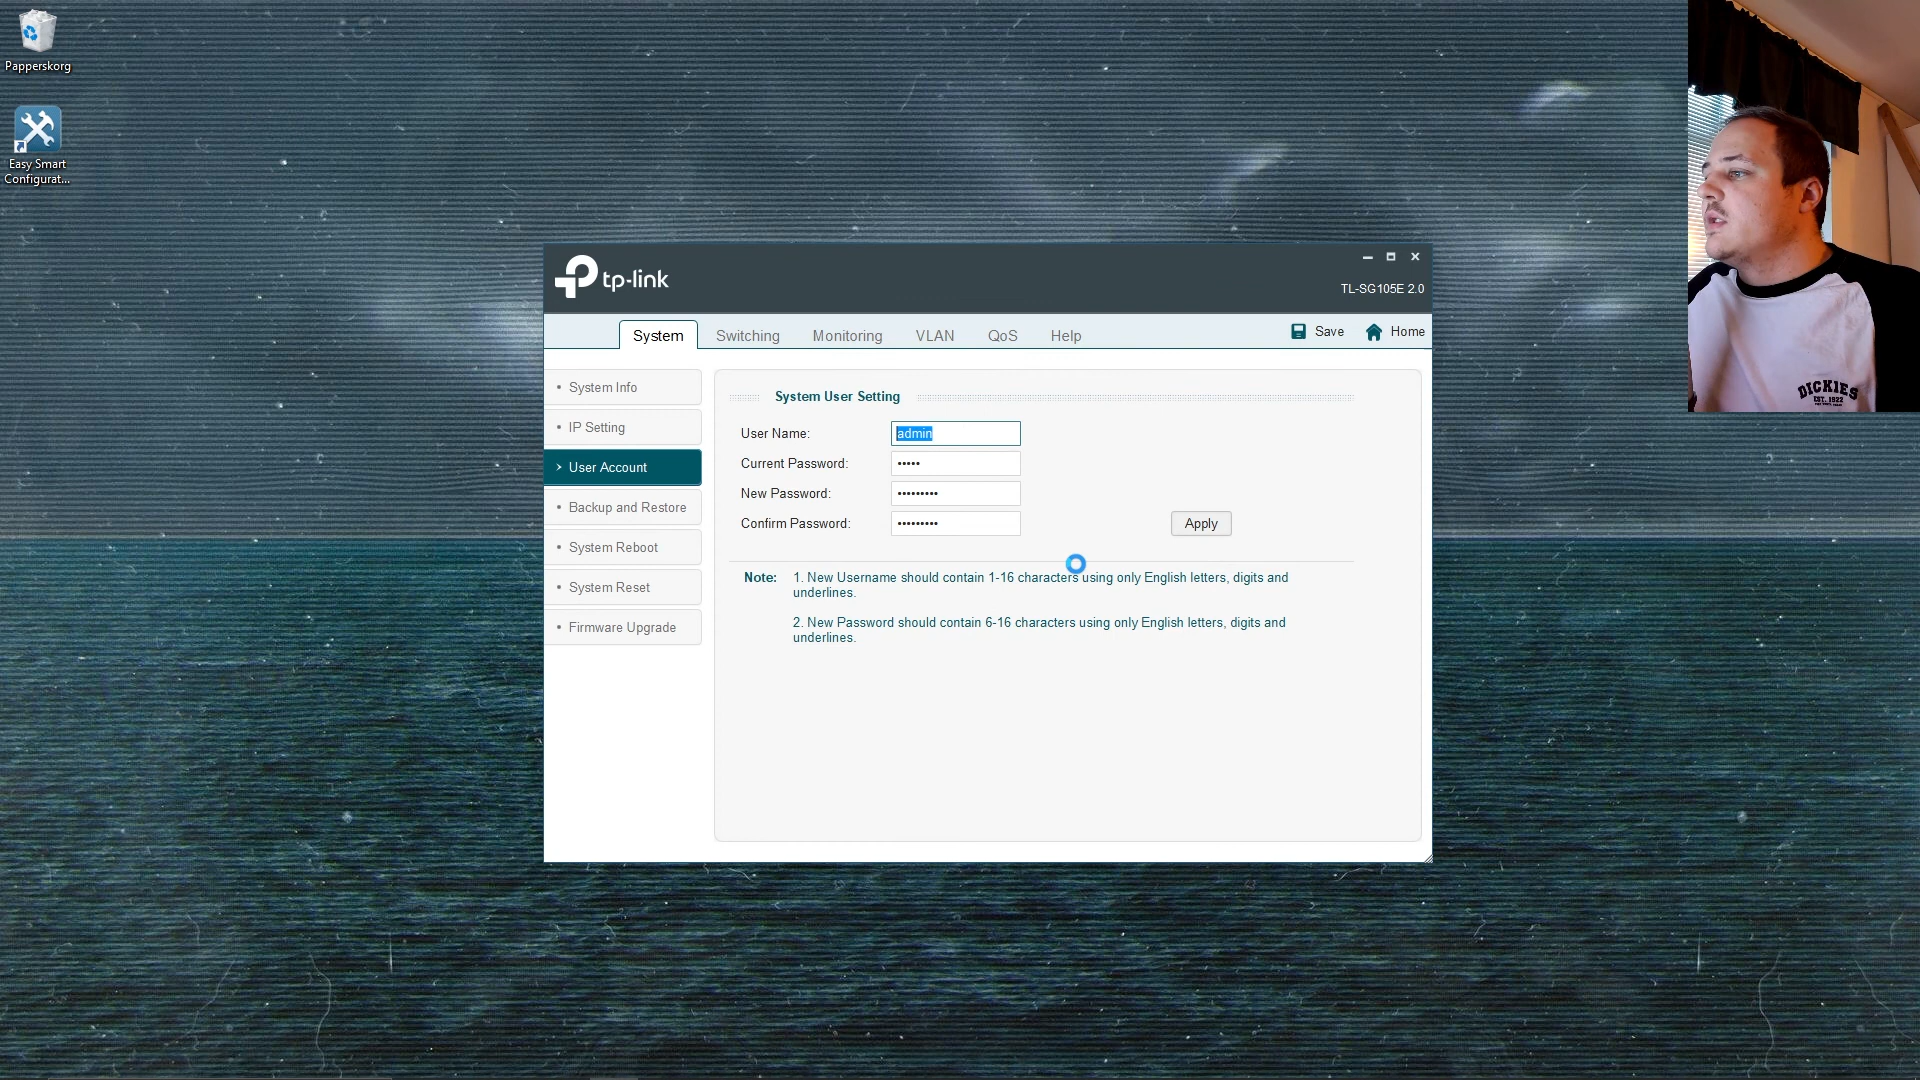 Papperskorg
Easy Smart
Configurat...
tp-link
TL-SG105E 2.0
System
Switching
Monitoring
VLAN
QoS
Help
Save
Home
System Info
IP Setting
User Account
Backup and Restore
System Reboot
System Reset
Firmware Upgrade
System User Setting
User Name:
admin
Current Password:
•••••
New Password:
•••••••••
Confirm Password:
•••••••••
Apply
Note:
1. New Username should contain 1-16 characters using only English letters, digits and
underlines.
2. New Password should contain 6-16 characters using only English letters, digits and
underlines.
DICKIES
EST. 1922